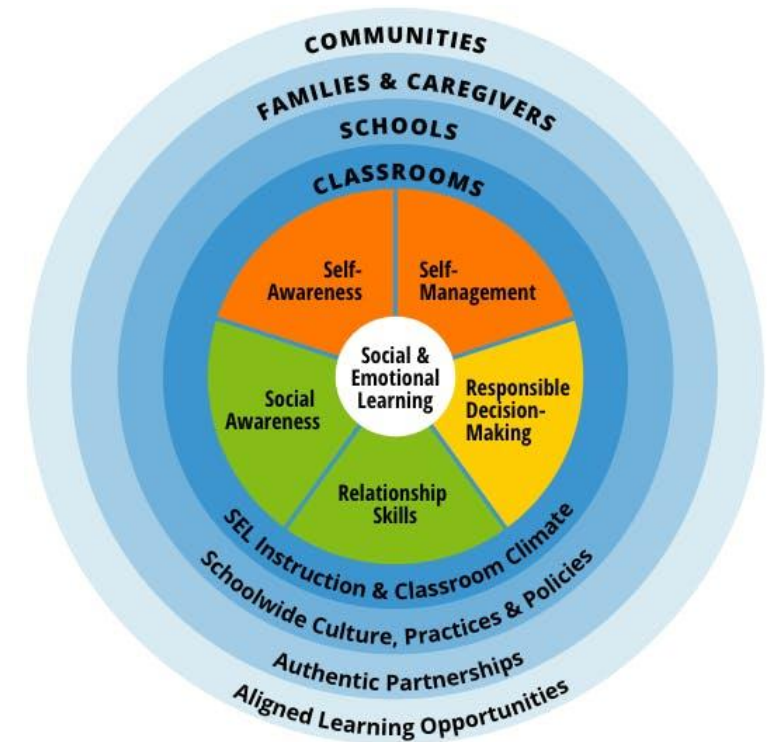 COMMUNITIES
FAMILIES & CAREGIVERS
SCHOOLS
CLASSROOMS
Self-
Awareness
Self-
Management
Social &
Emotional
Learning
Social
Awareness
Responsible
Decision-
Making
Relationship
Skills
SEL Instruction & Classroom Climate
Schoolwide Culture, Practices & Policies
Authentic Partnerships
Aligned Learning Opportunities